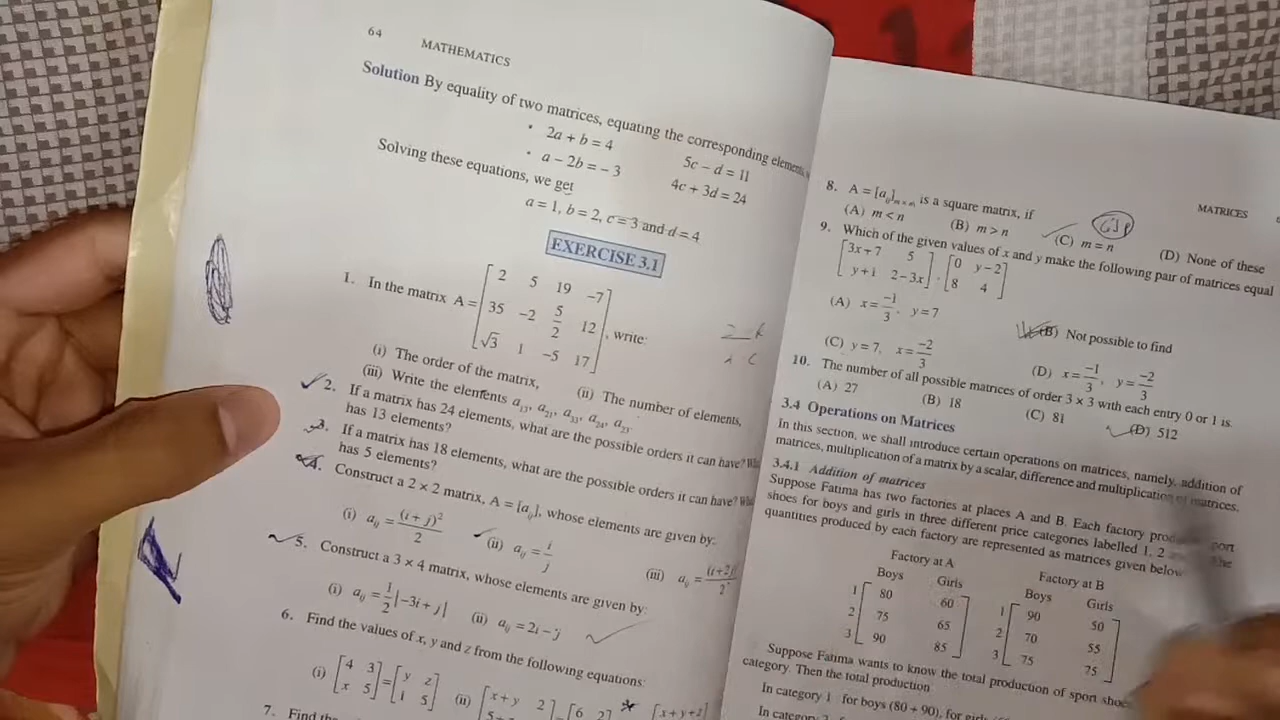 64
MATHEMATICS
Solution By equality of two matrices, equating the corresponding elements,
2a + b = 4 5c – d = 11
a – 2b = – 3 4c + 3d = 24
Solving these equations, we get
a = 1, b = 2, c = 3 and d = 4
EXERCISE 3.1
1. In the matrix A = [2 5 19 –7
35 –2 5/2 12
√3 1 –5 17], write:
(i) The order of the matrix, (ii) The number of elements,
(iii) Write the elements a13, a21, a33, a24, a23.
2. If a matrix has 24 elements, what are the possible orders it can have?
has 13 elements?
3. If a matrix has 18 elements, what are the possible orders it can have?
has 5 elements?
4. Construct a 2 × 2 matrix, A = [aij], whose elements are given by:
(i) aij = (i + j)²/2 (ii) aij = i/j (iii) aij = (i + 2j)/2
5. Construct a 3 × 4 matrix, whose elements are given by:
(i) aij = 1/2 |–3i + j| (ii) aij = 2i – j
6. Find the values of x, y and z from the following equations:
(i) [4 3
x 5] = [y z
1 5] (ii) [x + y 2
5 +
[6 2
[x + y + z
7. Find the
MATRICES
8. A = [aij]m × n is a square matrix, if
(A) m < n (B) m > n (C) m = n (D) None of these
9. Which of the given values of x and y make the following pair of matrices equal
[3x + 7 5
y + 1 2 – 3x], [0 y – 2
8 4]
(A) x = –1/3, y = 7 (B) Not possible to find
(C) y = 7, x = –2/3 (D) x = –1/3, y = –2/3
10. The number of all possible matrices of order 3 × 3 with each entry 0 or 1 is.
(A) 27 (B) 18 (C) 81 (D) 512
3.4 Operations on Matrices
In this section, we shall introduce certain operations on matrices, namely, addition of
matrices, multiplication of a matrix by a scalar, difference and multiplication of matrices.
3.4.1 Addition of matrices
Suppose Fatima has two factories at places A and B. Each factory port
shoes for boys and girls in three different price categories labelled 1, 2 The
quantities produced by each factory are represented as matrices given below
Factory at A Factory at B
Boys Girls Boys Girls
1 80 60 1 90 50
2 75 65 2 70 55
3 90 85 3 75 75
Suppose Fatima wants to know the total production of sport shoes
category. Then the total production
In category 1 : for boys (80 + 90), for girls
In category